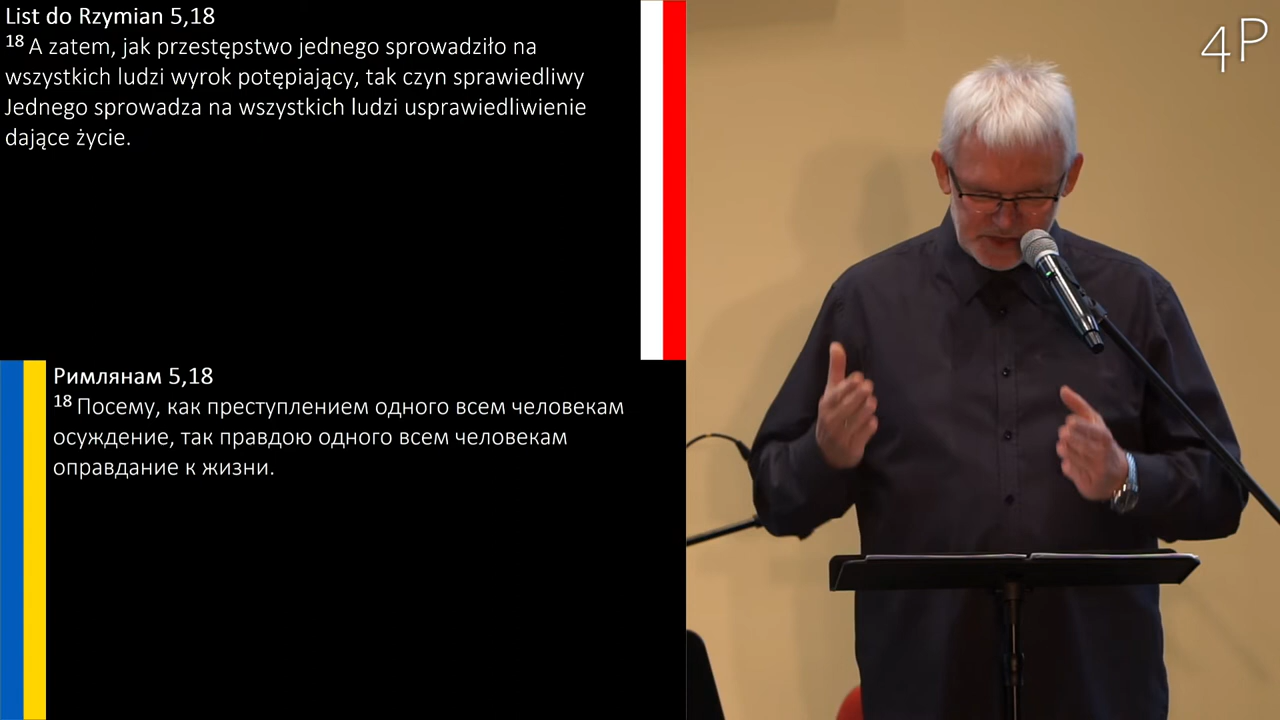 List do Rzymian 5,18
18 A zatem, jak przestępstwo jednego sprowadziło na
wszystkich ludzi wyrok potępiający, tak czyn sprawiedliwy
Jednego sprowadza na wszystkich ludzi usprawiedliwienie
dające życie.
4P
Римлянам 5,18
18 Посему, как преступлением одного всем человекам
осуждение, так правдою одного всем человекам
оправдание к жизни.